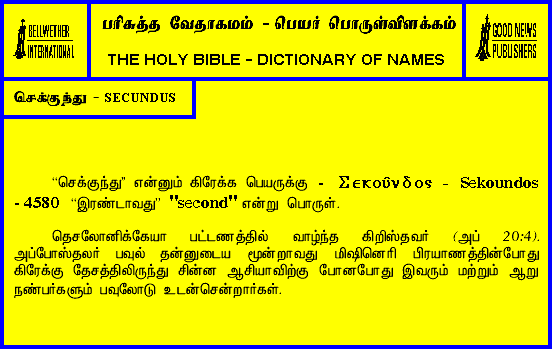 BELLWETHER
INTERNATIONAL
பரிசுத்த வேதாகமம் - பெயர் பொருள்விளக்கம்
THE HOLY BIBLE - DICTIONARY OF NAMES
GOOD NEWS
PUBLISHERS
செக்குந்து - SECUNDUS
“செக்குந்து” என்னும் கிரேக்க பெயருக்கு - Σεκοῦνδος - Sekoundos
- 4580 “இரண்டாவது” "second" என்று பொருள்.
தெசலோனிக்கேயா பட்டணத்தில் வாழ்ந்த கிறிஸ்தவர் (அப் 20:4).
அப்போஸ்தலர் பவுல் தன்னுடைய மூன்றாவது மிஷினெரி பிரயாணத்தின்போது
கிரேக்கு தேசத்திலிருந்து சின்ன ஆசியாவிற்கு போனபோது இவரும் மற்றும் ஆறு
நண்பர்களும் பவுலோடு உடன்சென்றார்கள்.